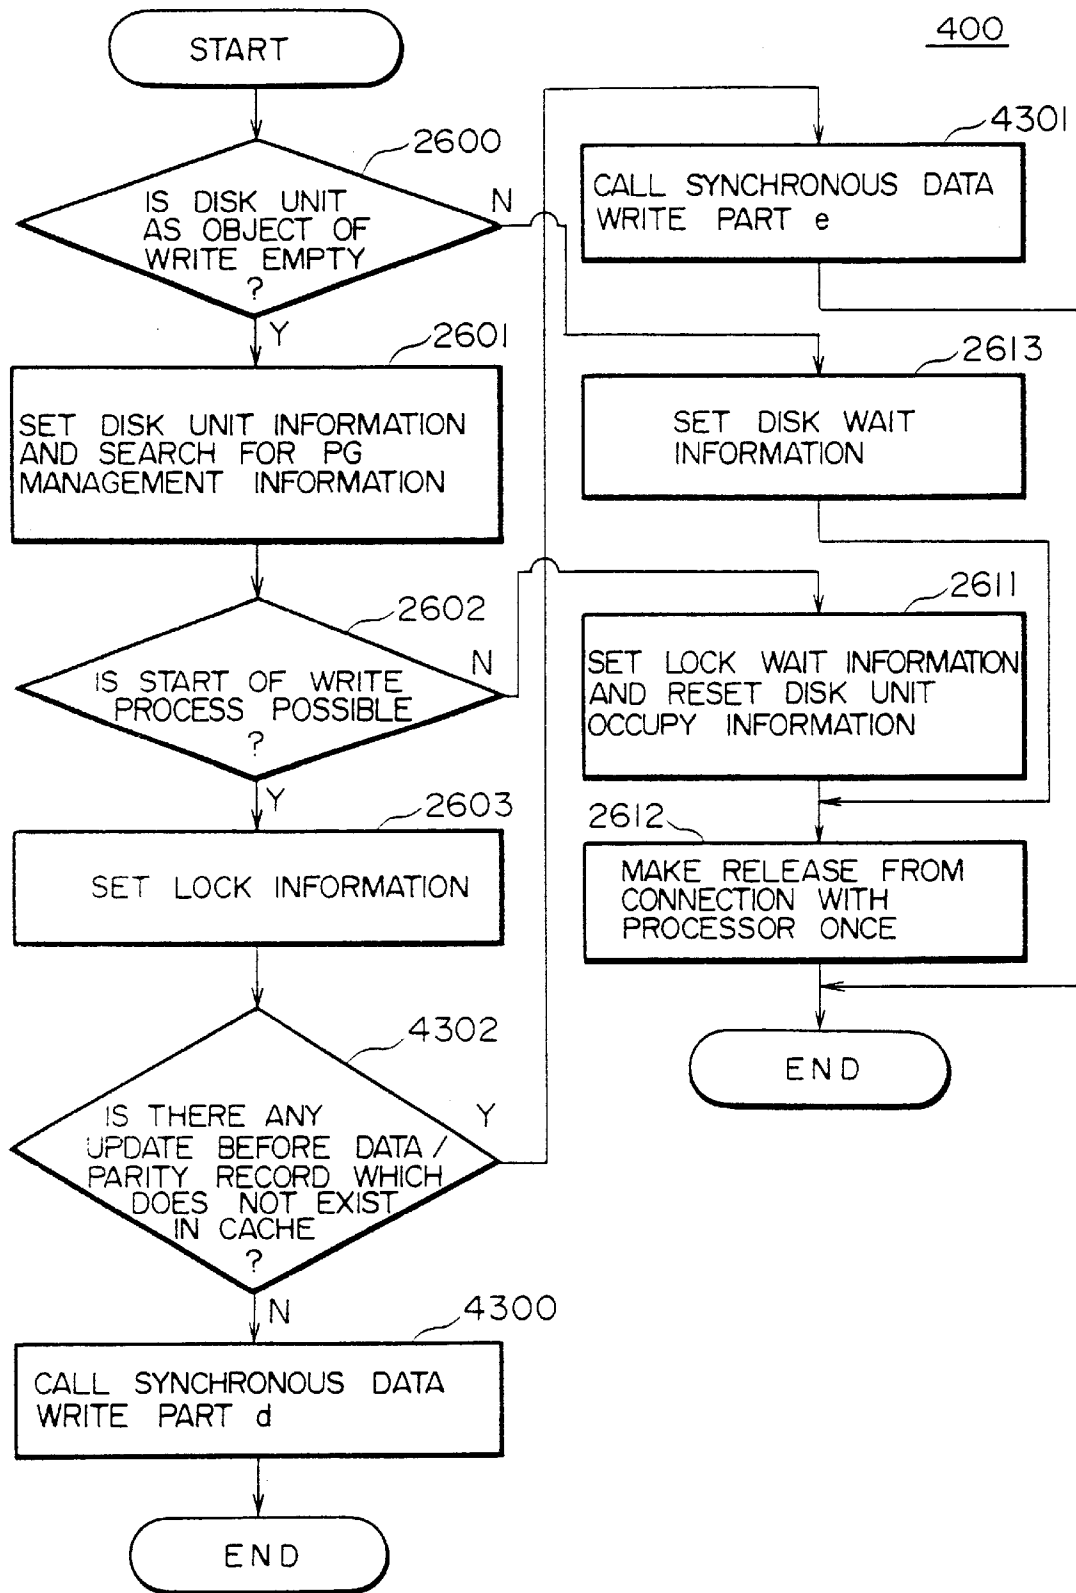 400
START
2600
IS DISK UNIT
AS OBJECT OF
WRITE EMPTY
?
N
Y
2601
SET DISK UNIT INFORMATION
AND SEARCH FOR PG
MANAGEMENT INFORMATION
2602
IS START OF WRITE
PROCESS POSSIBLE
?
N
Y
2603
SET LOCK INFORMATION
4302
IS THERE ANY
UPDATE BEFORE DATA /
PARITY RECORD WHICH
DOES NOT EXIST
IN CACHE
?
Y
N
4300
CALL SYNCHRONOUS DATA
WRITE PART d
END
4301
CALL SYNCHRONOUS DATA
WRITE PART e
2613
SET DISK WAIT
INFORMATION
2611
SET LOCK WAIT INFORMATION
AND RESET DISK UNIT
OCCUPY INFORMATION
2612
MAKE RELEASE FROM
CONNECTION WITH
PROCESSOR ONCE
END